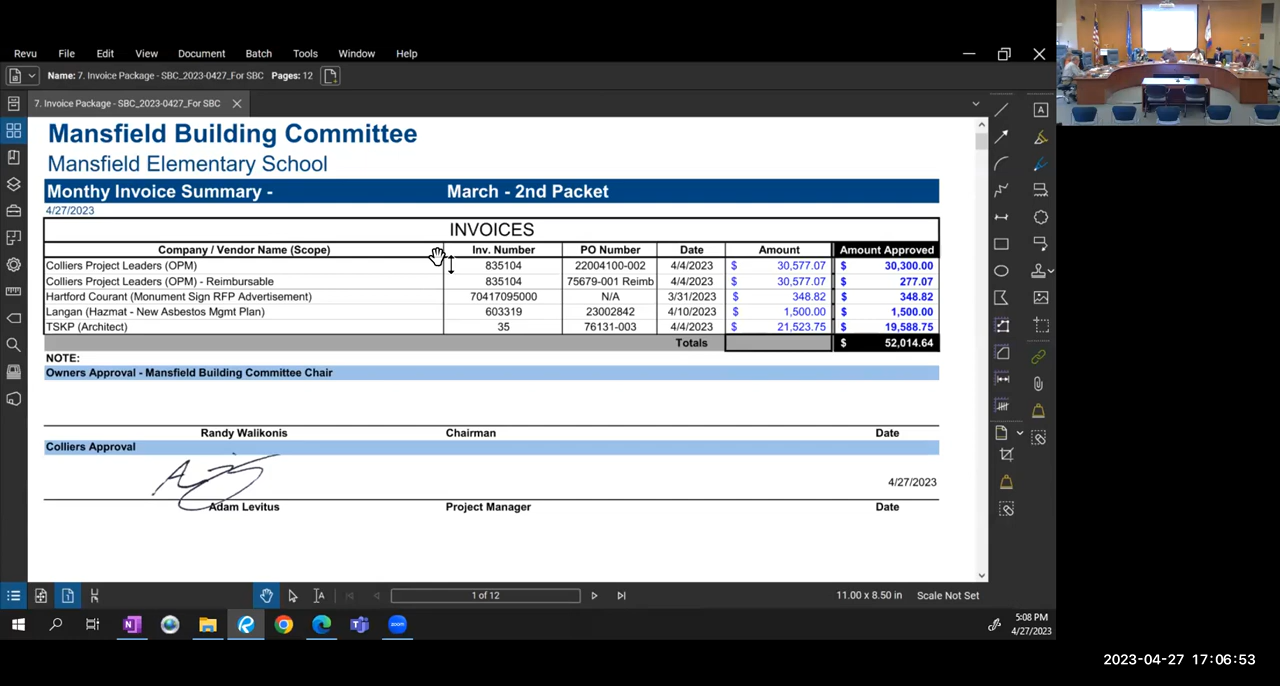 Revu File Edit View Document Batch Tools Window Help
Name: 7. Invoice Package - SBC_2023-0427_For SBC Pages: 12
7. Invoice Package - SBC_2023-0427_For SBC
Mansfield Building Committee
Mansfield Elementary School
Monthy Invoice Summary - March - 2nd Packet
4/27/2023
INVOICES
Company / Vendor Name (Scope) Inv. Number PO Number Date Amount Amount Approved
Colliers Project Leaders (OPM) 835104 22004100-002 4/4/2023 $ 30,577.07 $ 30,300.00
Colliers Project Leaders (OPM) - Reimbursable 835104 75679-001 Reimb 4/4/2023 $ 30,577.07 $ 277.07
Hartford Courant (Monument Sign RFP Advertisement) 70417095000 N/A 3/31/2023 $ 348.82 $ 348.82
Langan (Hazmat - New Asbestos Mgmt Plan) 603319 23002842 4/10/2023 $ 1,500.00 $ 1,500.00
TSKP (Architect) 35 76131-003 4/4/2023 $ 21,523.75 $ 19,588.75
Totals $ 52,014.64
NOTE:
Owners Approval - Mansfield Building Committee Chair
Randy Walikonis Chairman Date
Colliers Approval
4/27/2023
Adam Levitus Project Manager Date
1 of 12 11.00 x 8.50 in Scale Not Set
zoom
5:08 PM
4/27/2023
2023-04-27 17:06:53